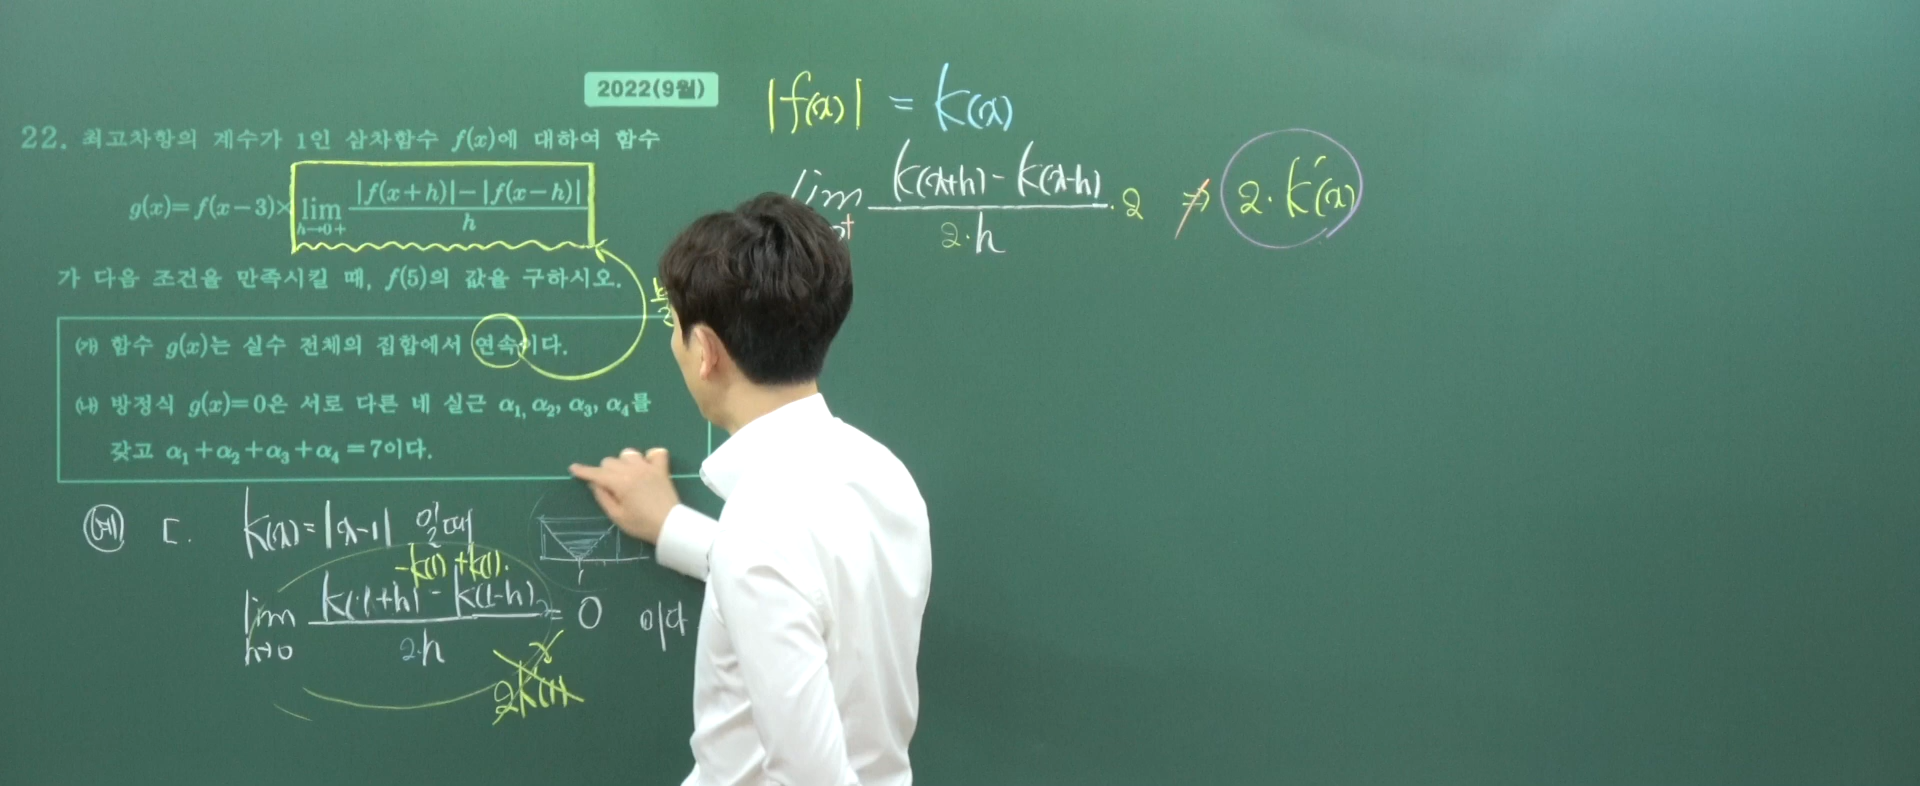 2022(9월)
22. 최고차항의 계수가 1인 삼차함수 f(x)에 대하여 함수
g(x)= f(x-3)× lim h→0+ |f(x+h)|-|f(x-h)| / h
가 다음 조건을 만족시킬 때, f(5)의 값을 구하시오.
(가) 함수 g(x)는 실수 전체의 집합에서 연속이다.
(나) 방정식 g(x)=0은 서로 다른 네 실근 α₁, α₂, α₃, α₄를
갖고 α₁+α₂+α₃+α₄=7이다.
예 ㄷ. k(x)=|x-1| 일때
-k(1)+k(1).
lim h→0 k(1+h)-k(1-h) / 2·h = 0 이다
1
|f(x)| = k(x)
lim k(x+h)-k(x-h) / 2·h ·2 ⇒ 2·k'(x)